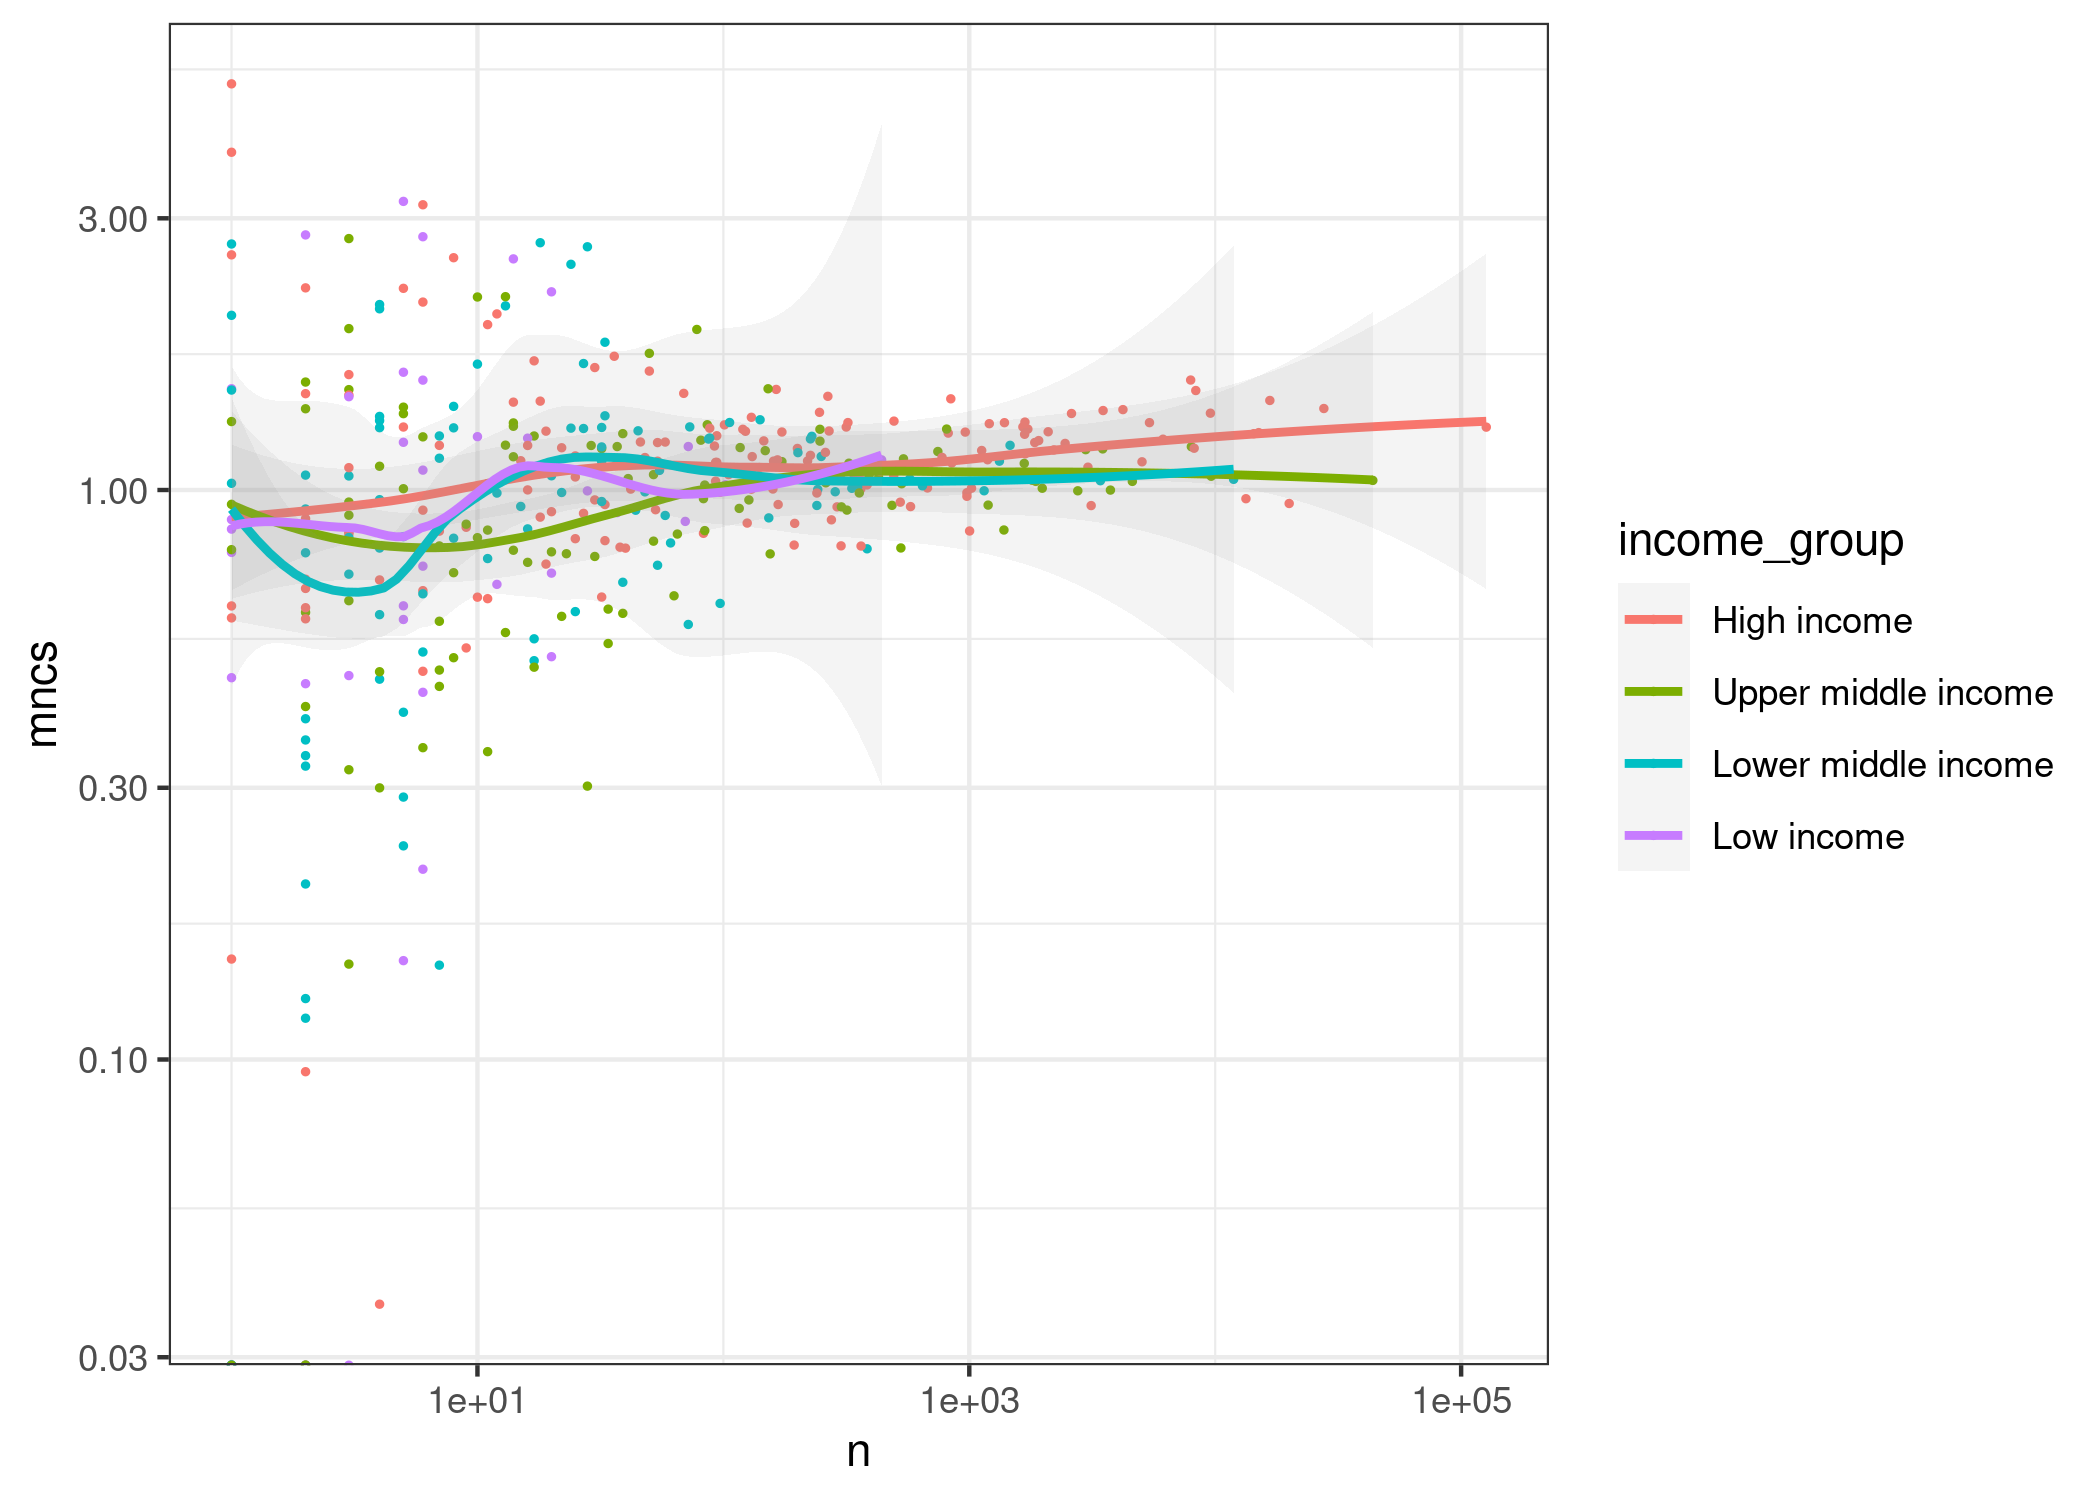 3.00
1.00
0.30
0.10
0.03
mncs
1e+01 1e+03 1e+05
n
income_group
High income
Upper middle income
Lower middle income
Low income